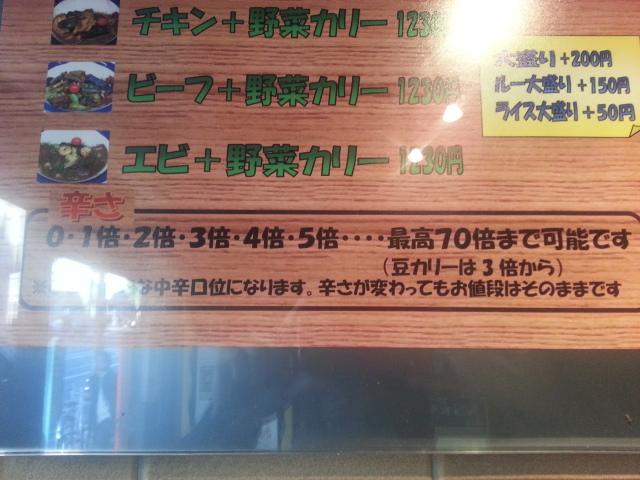 チキン＋野菜カリー
ビーフ＋野菜カリー 1230円
エビ＋野菜カリー 1230円
大盛り＋200円
ルー大盛り＋150円
ライス大盛り＋50円
辛さ
0・1倍・2倍・3倍・4倍・5倍‥‥最高70倍まで可能です
（豆カリーは3倍から）
※ な中辛口位になります。辛さが変わってもお値段はそのままです